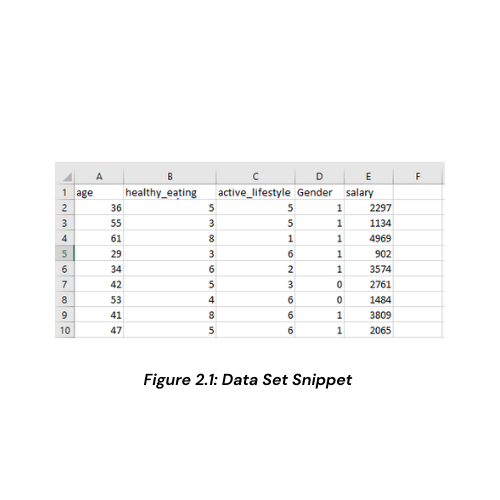 A B C D E F
1 age healthy_eating active_lifestyle Gender salary
2 36 5 5 1 2297
3 55 3 5 1 1134
4 61 8 1 1 4969
5 29 3 6 1 902
6 34 6 2 1 3574
7 42 5 3 0 2761
8 53 4 6 0 1484
9 41 8 6 1 3809
10 47 5 6 1 2065
Figure 2.1: Data Set Snippet